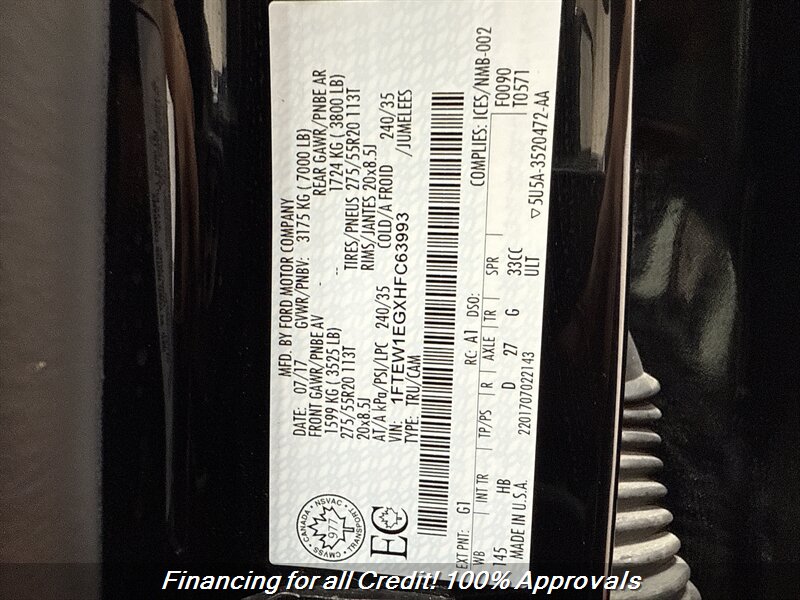 MFD. BY FORD MOTOR COMPANY
DATE: 07/17 GVWR/PNBV: 3175 KG ( 7000 LB)
FRONT GAWR/PNBE AV REAR GAWR/PNBE AR
1599 KG ( 3525 LB) -- 1724 KG ( 3800 LB)
275/55R20 113T TIRES/PNEUS 275/55R20 113T
20x8.5J RIMS/JANTES 20x8.5J
AT/A kPa/PSI/LPC 240/35 COLD/A FROID 240/35
VIN: 1FTEW1EGXHFC63993 /JUMELEES
TYPE: TRU/CAM
CMVSS · CANADA · NSVAC · TRANSPORT
977
EC
COMPLIES: ICES/NMB-002
EXT PNT: G1 RC: A1 DSO: F0090
T0571
WB | INT TR | TP/PS | R | AXLE | TR | SPR
145 HB D 27 G 33CC
MADE IN U.S.A. 2201707022143 ULT ▽5U5A-3520472-AA
Financing for all Credit! 100% Approvals